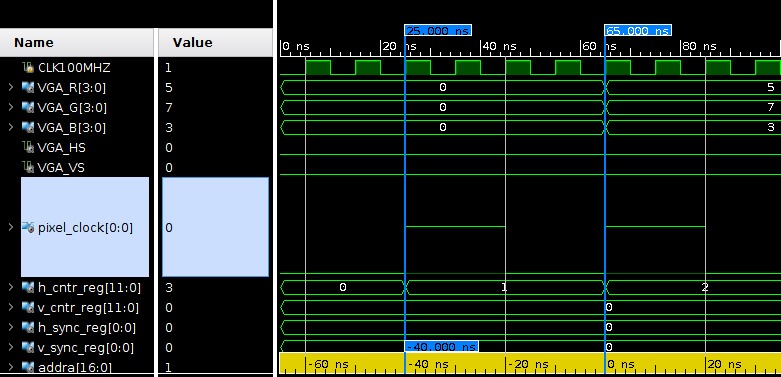 25.000 ns 65.000 ns
Name Value 0 ns 20 ns 40 ns 60 ns 80 ns
CLK100MHZ 1
VGA_R[3:0] 5 0 5
VGA_G[3:0] 7 0 7
VGA_B[3:0] 3 0 3
VGA_HS 0
VGA_VS 0
pixel_clock[0:0] 0
h_cntr_reg[11:0] 3 0 1 2
v_cntr_reg[11:0] 0 0
h_sync_reg[0:0] 0 0
v_sync_reg[0:0] 0 -40.000 ns 0
addra[16:0] 1 -60 ns -40 ns -20 ns 0 ns 20 ns